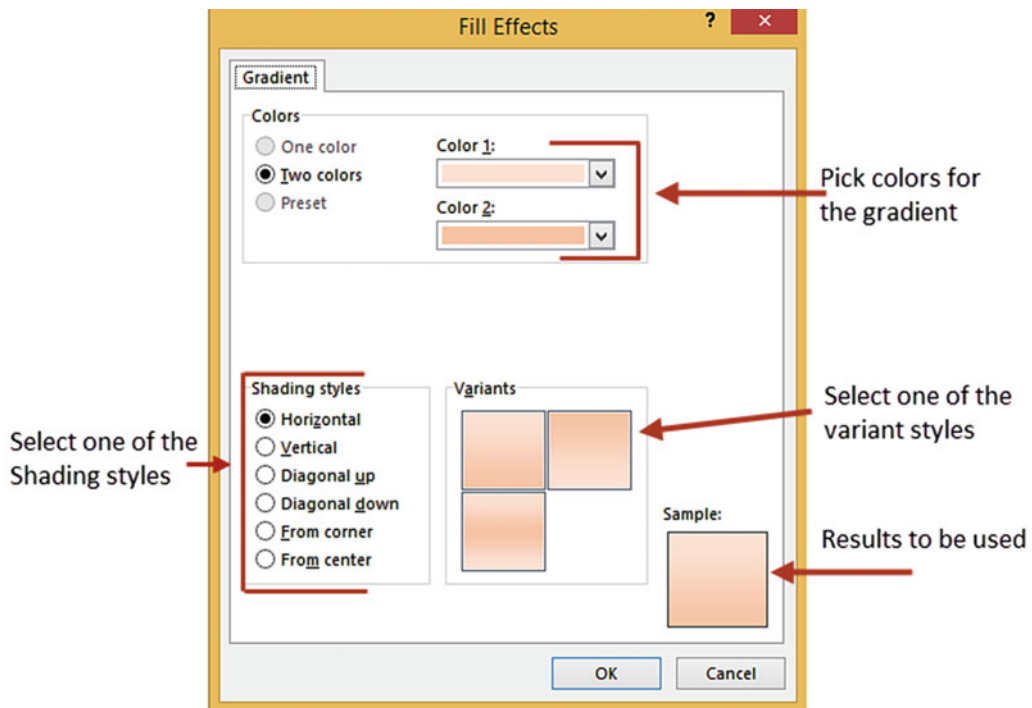 Fill Effects
?
×
Gradient
Colors
One color
Two colors
Preset
Color 1:
Color 2:
Pick colors for
the gradient
Shading styles
Horizontal
Vertical
Diagonal up
Diagonal down
From corner
From center
Select one of the
Shading styles
Variants
Select one of the
variant styles
Sample:
Results to be used
OK
Cancel